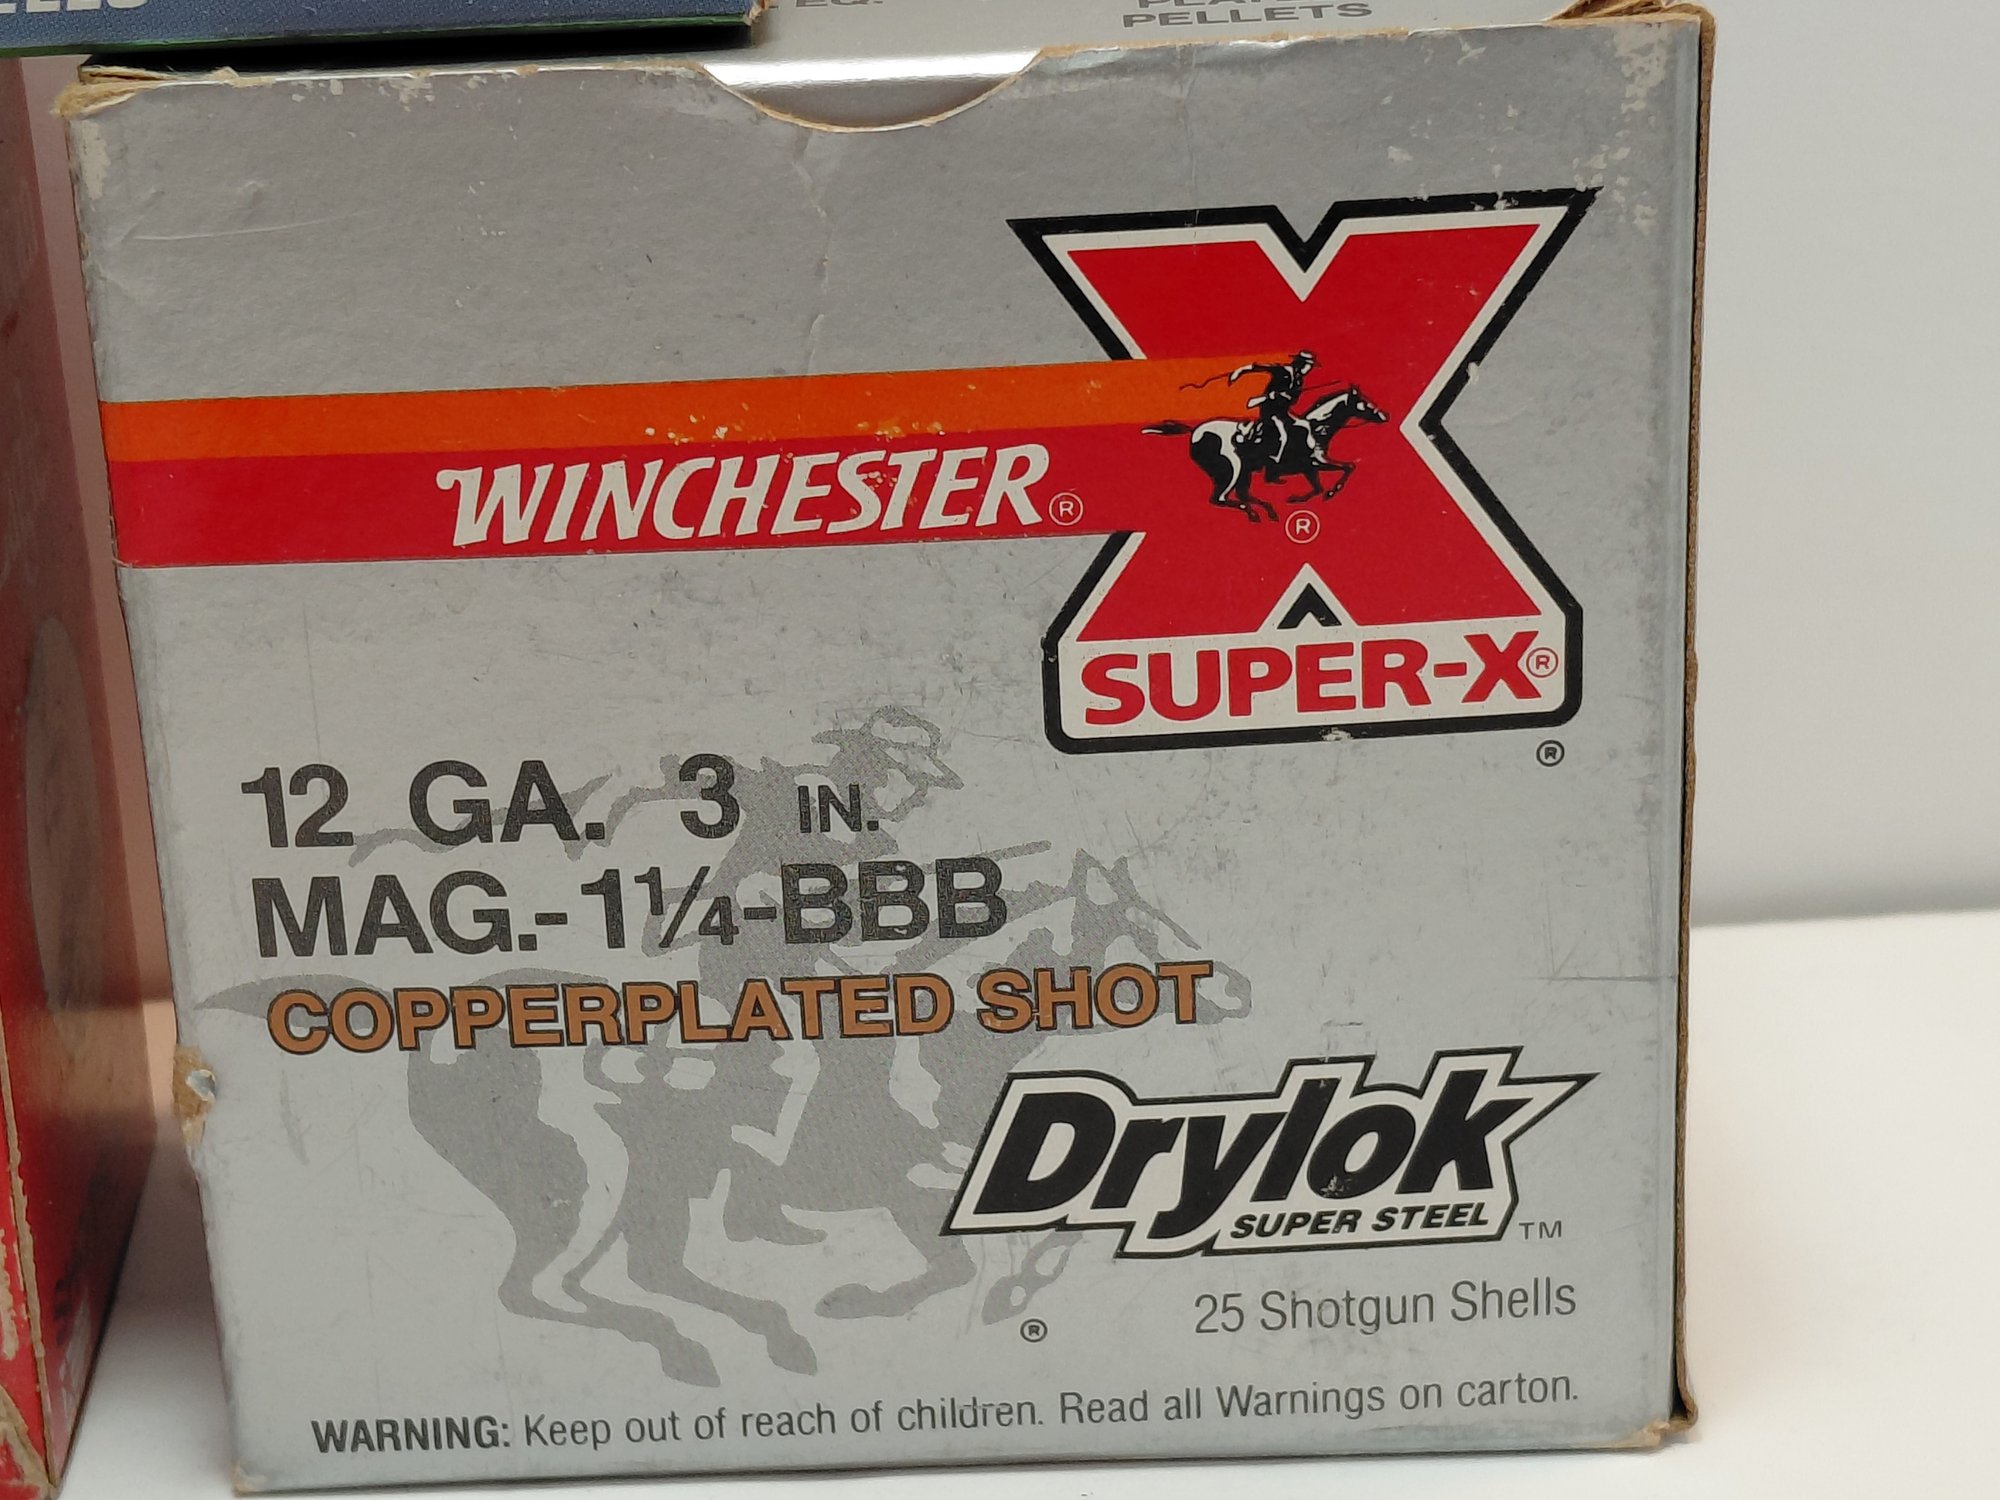 EQ.
PELLETS
WINCHESTER®
®
SUPER-X®
®
12 GA. 3 IN.
MAG.-1¼-BBB
COPPERPLATED SHOT
Drylok
SUPER STEEL TM
25 Shotgun Shells
®
WARNING: Keep out of reach of children. Read all Warnings on carton.